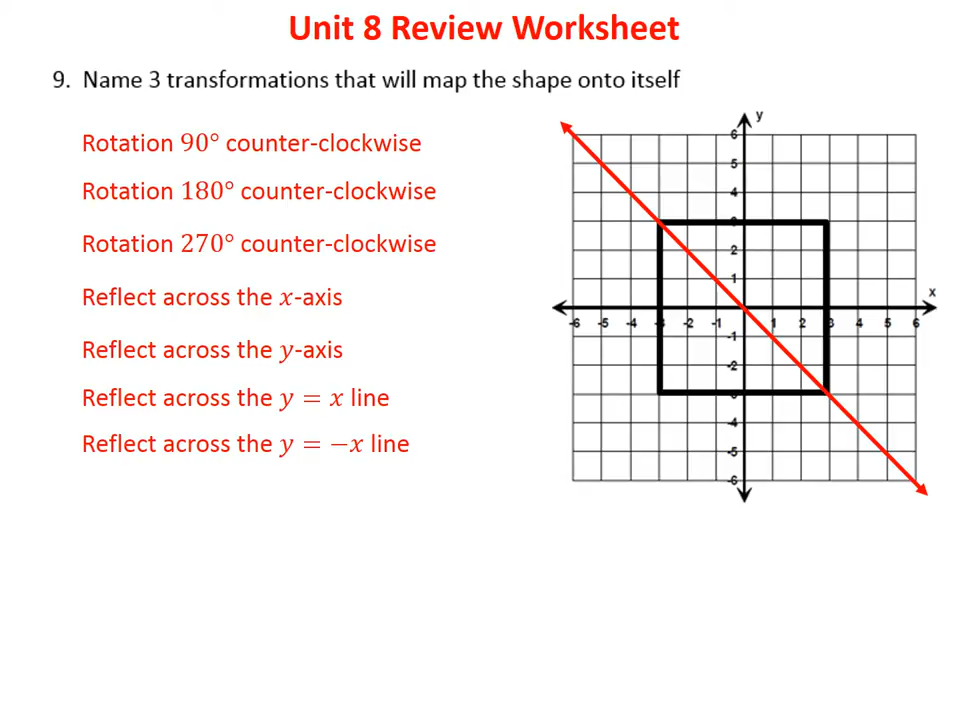 Unit 8 Review Worksheet
9. Name 3 transformations that will map the shape onto itself
Rotation 90° counter-clockwise
Rotation 180° counter-clockwise
Rotation 270° counter-clockwise
Reflect across the x-axis
Reflect across the y-axis
Reflect across the y = x line
Reflect across the y = −x line
y
6
5
4
3
2
1
x
-6 -5 -4 -3 -2 -1 1 2 3 4 5 6
-1
-2
-3
-4
-5
-6